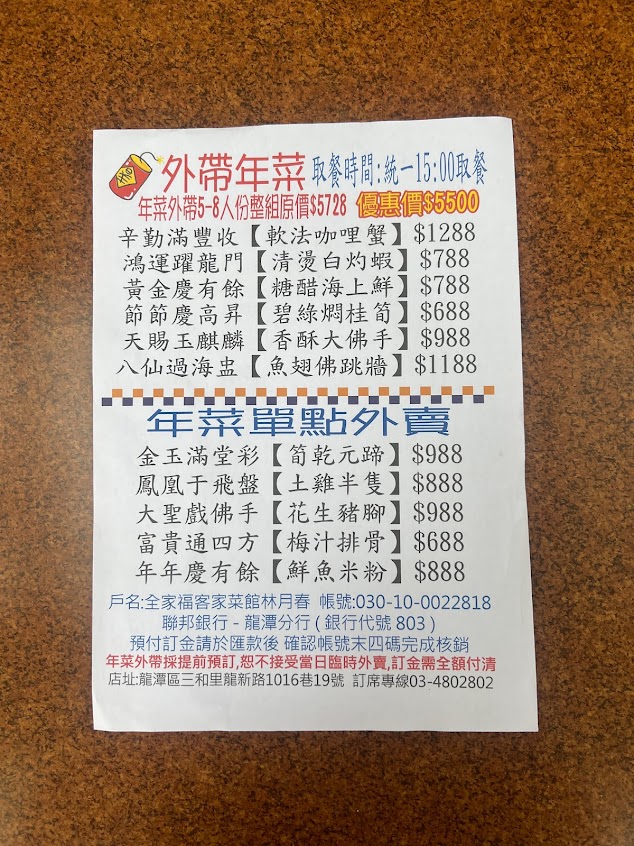 外帶年菜 取餐時間:統一15:00取餐
年菜外帶5-8人份整組原價$5728 優惠價$5500
辛勤滿豐收【軟法咖哩蟹】$1288
鴻運躍龍門【清燙白灼蝦】$788
黃金慶有餘【糖醋海上鮮】$788
節節慶高昇【碧綠燜桂筍】$688
天賜玉麒麟【香酥大佛手】$988
八仙過海盅【魚翅佛跳牆】$1188
年菜單點外賣
金玉滿堂彩【筍乾元蹄】$988
鳳凰于飛盤【土雞半隻】$888
大聖戲佛手【花生豬腳】$988
富貴通四方【梅汁排骨】$688
年年慶有餘【鮮魚米粉】$888
戶名:全家福客家菜館林月春 帳號:030-10-0022818
聯邦銀行-龍潭分行(銀行代號803)
預付訂金請於匯款後 確認帳號末四碼完成核銷
年菜外帶採提前預訂,恕不接受當日臨時外賣,訂金需全額付清
店址:龍潭區三和里龍新路1016巷19號 訂席專線03-4802802